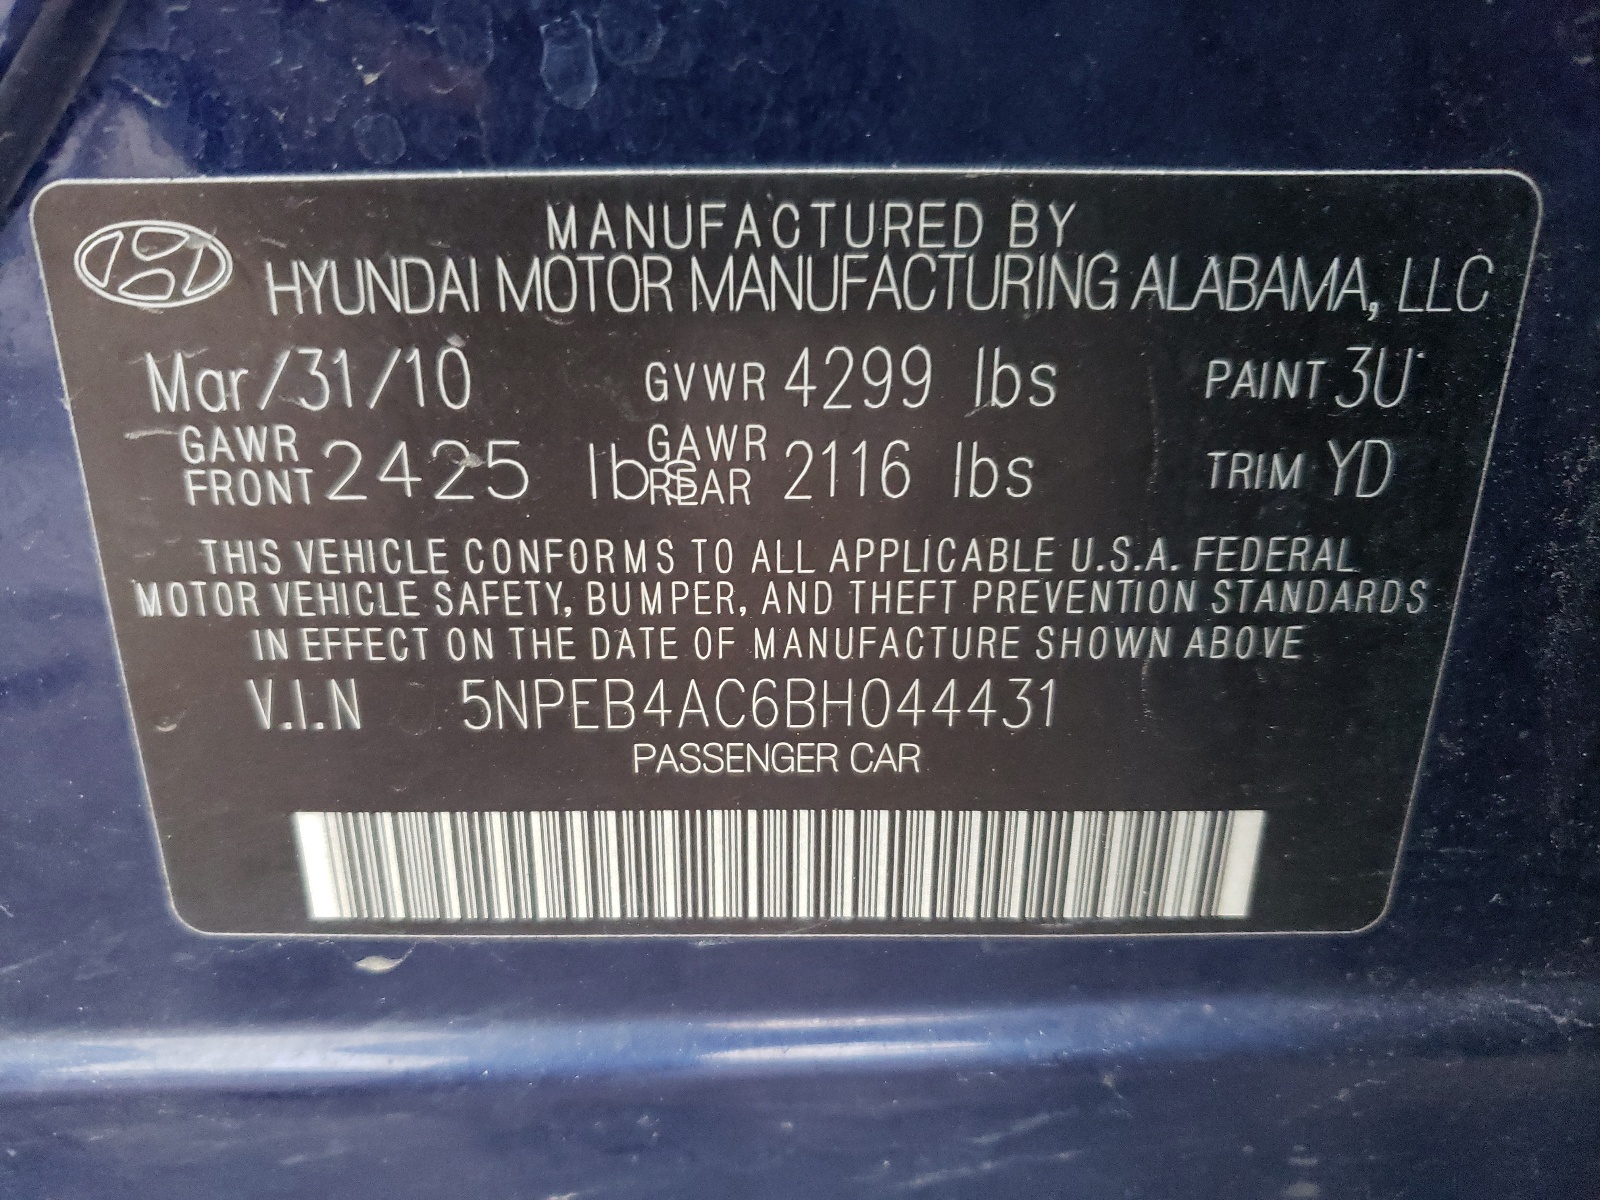 MANUFACTURED BY
HYUNDAI MOTOR MANUFACTURING ALABAMA, LLC
Mar/31/10 GVWR 4299 lbs PAINT 3U
GAWR FRONT 2425 lbs GAWR REAR 2116 lbs TRIM YD
THIS VEHICLE CONFORMS TO ALL APPLICABLE U.S.A. FEDERAL
MOTOR VEHICLE SAFETY, BUMPER, AND THEFT PREVENTION STANDARDS
IN EFFECT ON THE DATE OF MANUFACTURE SHOWN ABOVE
V.I.N 5NPEB4AC6BH044431
PASSENGER CAR